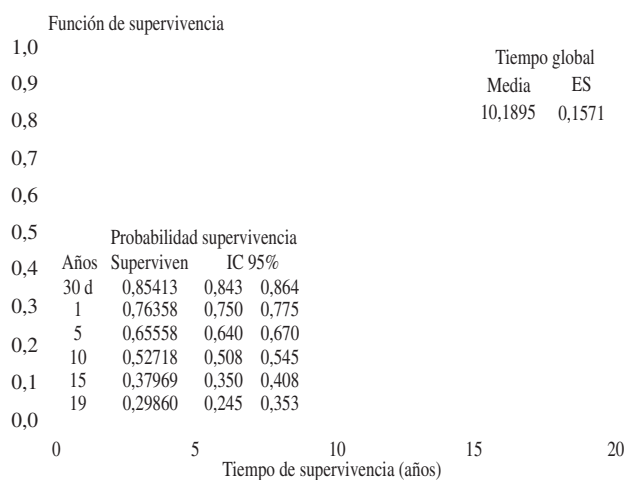 Función de supervivencia
1,0
0,9
0,8
0,7
0,6
0,5
0,4
0,3
0,2
0,1
0,0
Tiempo global
Media ES
10,1895 0,1571
Probabilidad supervivencia
Años Superviven IC 95%
30 d 0,85413 0,843 0,864
1 0,76358 0,750 0,775
5 0,65558 0,640 0,670
10 0,52718 0,508 0,545
15 0,37969 0,350 0,408
19 0,29860 0,245 0,353
0 5 10 15 20
Tiempo de supervivencia (años)